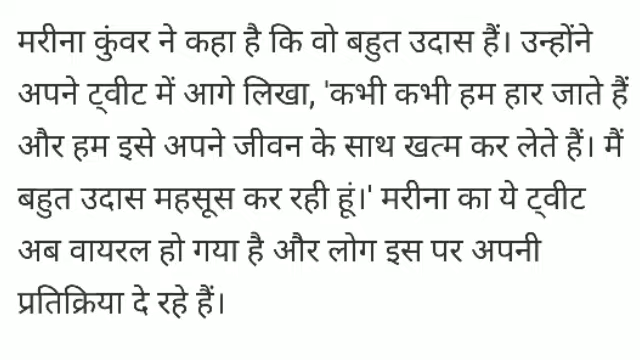 मरीना कुंवर ने कहा है कि वो बहुत उदास हैं। उन्होंने
अपने ट्वीट में आगे लिखा, 'कभी कभी हम हार जाते हैं
और हम इसे अपने जीवन के साथ खत्म कर लेते हैं। मैं
बहुत उदास महसूस कर रही हूं।' मरीना का ये ट्वीट
अब वायरल हो गया है और लोग इस पर अपनी
प्रतिक्रिया दे रहे हैं।